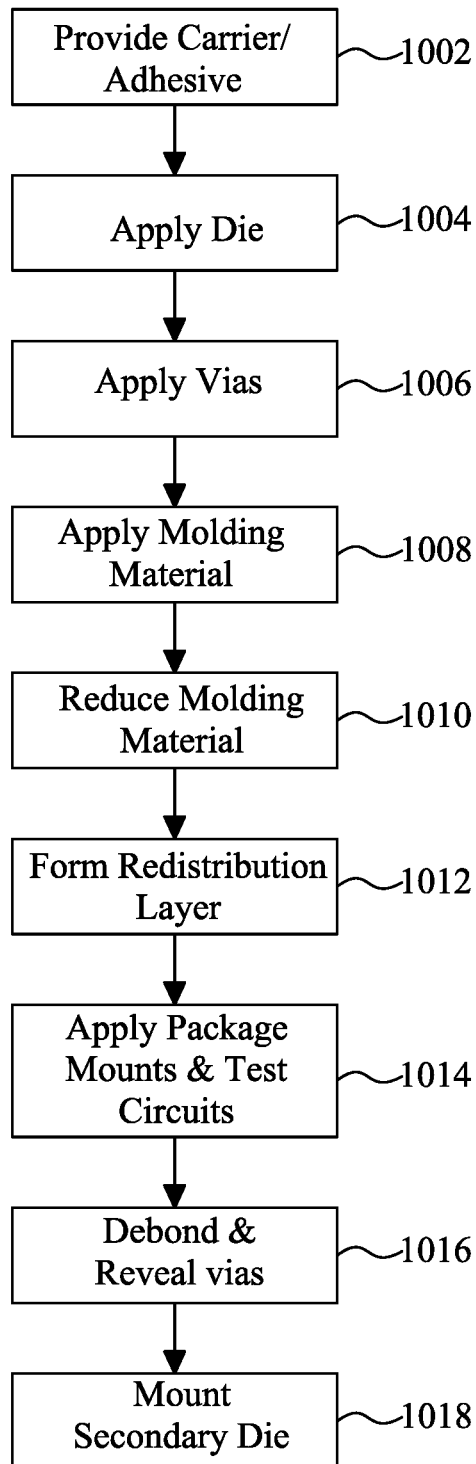 Provide Carrier/
Adhesive
1002
Apply Die
1004
Apply Vias
1006
Apply Molding
Material
1008
Reduce Molding
Material
1010
Form Redistribution
Layer
1012
Apply Package
Mounts & Test
Circuits
1014
Debond &
Reveal vias
1016
Mount
Secondary Die
1018